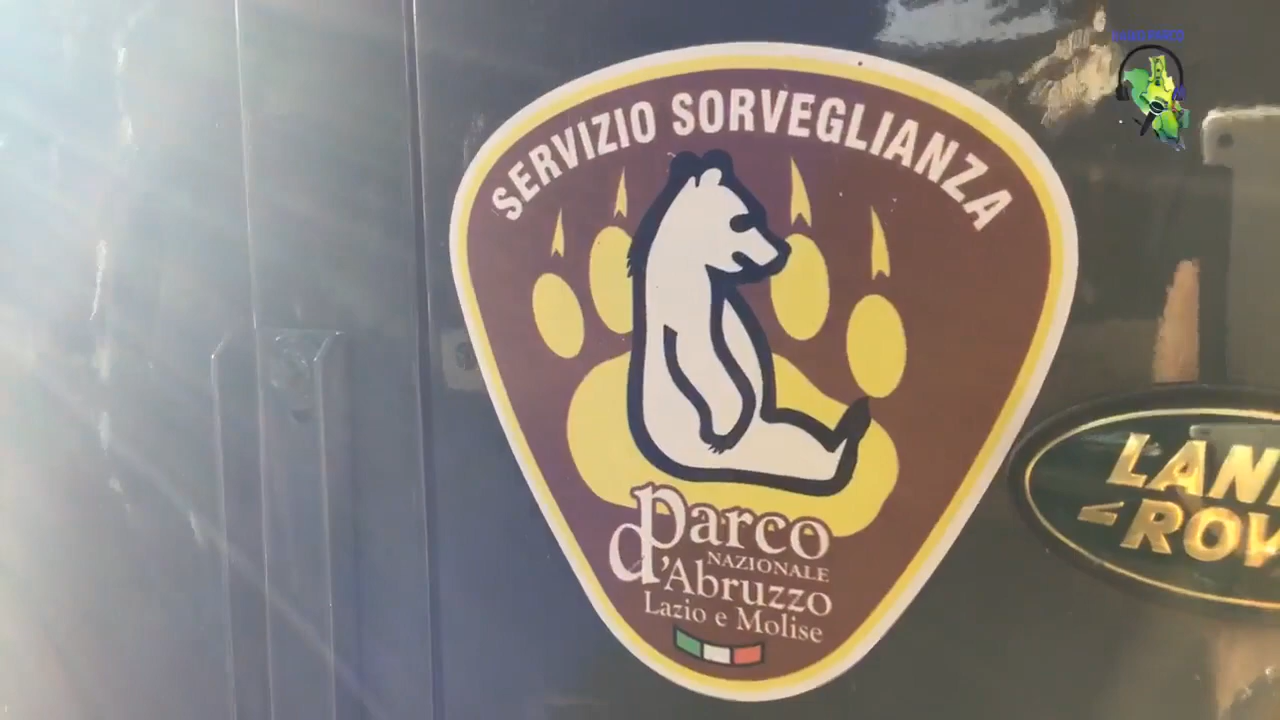 SERVIZIO SORVEGLIANZA
Parco
NAZIONALE
d'Abruzzo
Lazio e Molise
LAN
ROV